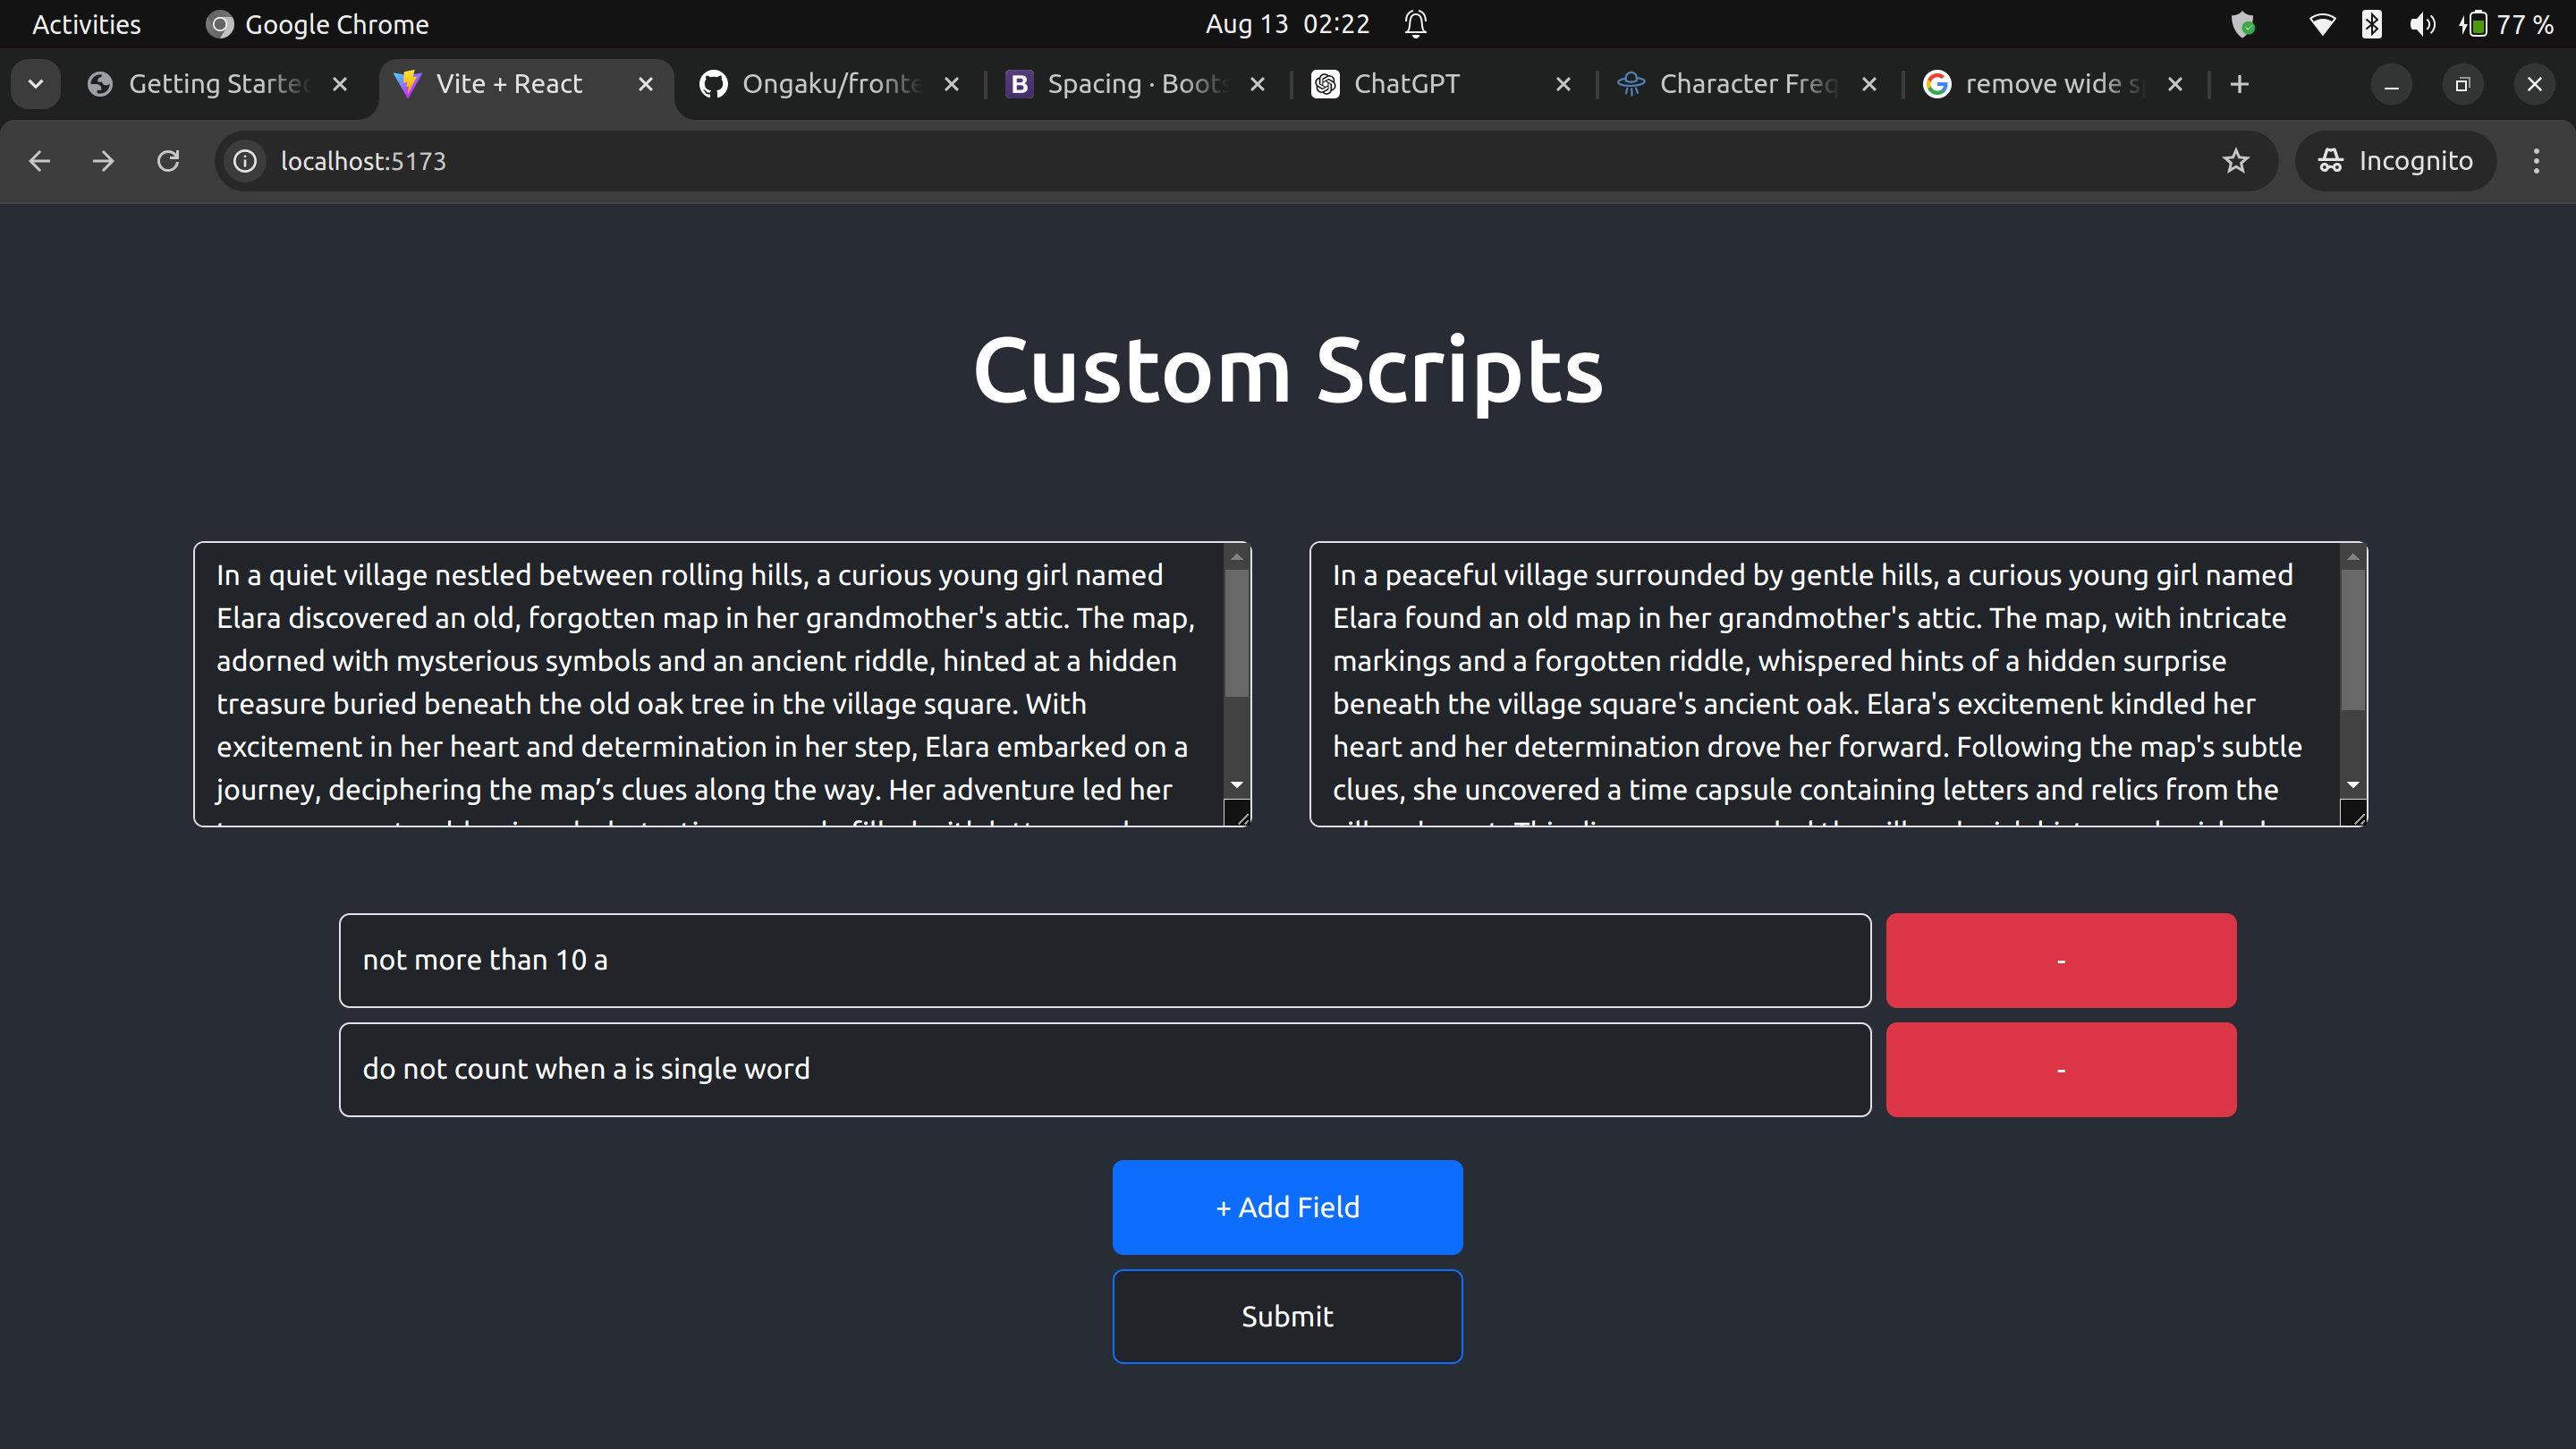 Activities
Google Chrome
Aug 13 02:22
77 %
Getting Started
Vite + React
Ongaku/fronte
Spacing · Boots
ChatGPT
Character Freq
remove wide s
localhost:5173
Incognito
Custom Scripts
In a quiet village nestled between rolling hills, a curious young girl named
Elara discovered an old, forgotten map in her grandmother's attic. The map,
adorned with mysterious symbols and an ancient riddle, hinted at a hidden
treasure buried beneath the old oak tree in the village square. With
excitement in her heart and determination in her step, Elara embarked on a
journey, deciphering the map’s clues along the way. Her adventure led her
In a peaceful village surrounded by gentle hills, a curious young girl named
Elara found an old map in her grandmother's attic. The map, with intricate
markings and a forgotten riddle, whispered hints of a hidden surprise
beneath the village square's ancient oak. Elara's excitement kindled her
heart and her determination drove her forward. Following the map's subtle
clues, she uncovered a time capsule containing letters and relics from the
not more than 10 a
-
do not count when a is single word
-
+ Add Field
Submit